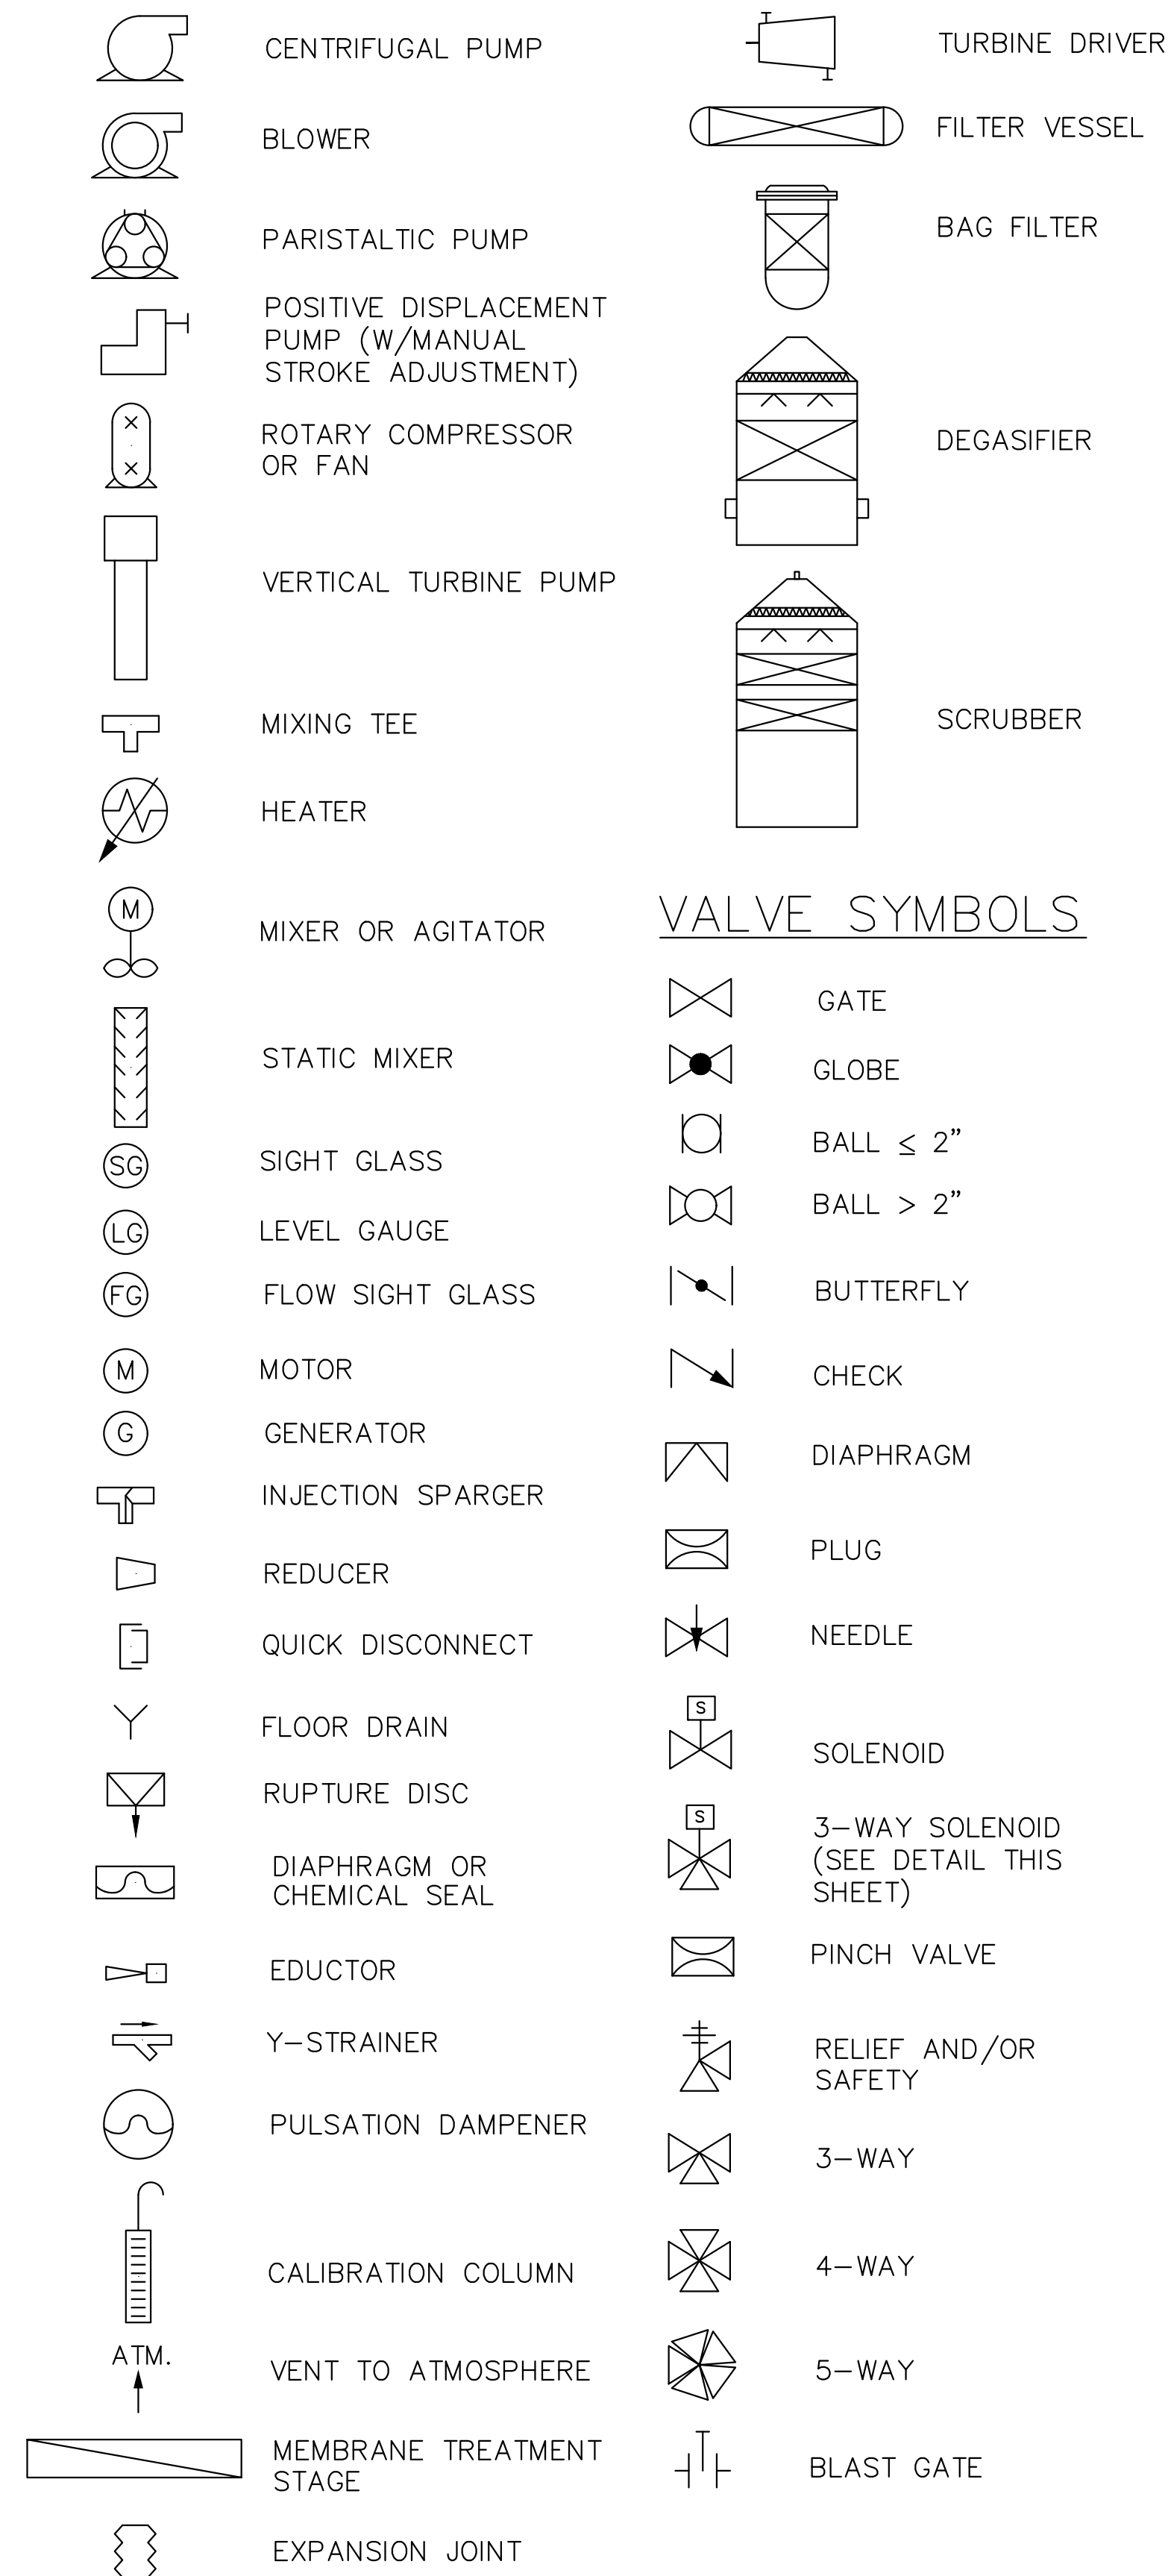 CENTRIFUGAL PUMP
BLOWER
PARISTALTIC PUMP
POSITIVE DISPLACEMENT
PUMP (W/MANUAL
STROKE ADJUSTMENT)
ROTARY COMPRESSOR
OR FAN
VERTICAL TURBINE PUMP
MIXING TEE
HEATER
M
MIXER OR AGITATOR
STATIC MIXER
SG
SIGHT GLASS
LG
LEVEL GAUGE
FG
FLOW SIGHT GLASS
M
MOTOR
G
GENERATOR
INJECTION SPARGER
REDUCER
QUICK DISCONNECT
FLOOR DRAIN
RUPTURE DISC
DIAPHRAGM OR
CHEMICAL SEAL
EDUCTOR
Y-STRAINER
PULSATION DAMPENER
CALIBRATION COLUMN
ATM.
VENT TO ATMOSPHERE
MEMBRANE TREATMENT
STAGE
EXPANSION JOINT
TURBINE DRIVER
FILTER VESSEL
BAG FILTER
DEGASIFIER
SCRUBBER
VALVE SYMBOLS
GATE
GLOBE
BALL ≤ 2”
BALL > 2”
BUTTERFLY
CHECK
DIAPHRAGM
PLUG
NEEDLE
S
SOLENOID
S
3-WAY SOLENOID
(SEE DETAIL THIS
SHEET)
PINCH VALVE
RELIEF AND/OR
SAFETY
3-WAY
4-WAY
5-WAY
BLAST GATE